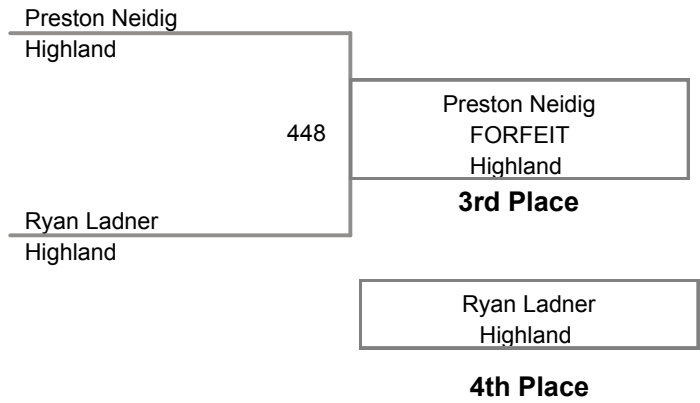 Preston Neidig
Highland
448
Preston Neidig
FORFEIT
Highland
3rd Place
Ryan Ladner
Highland
Ryan Ladner
Highland
4th Place